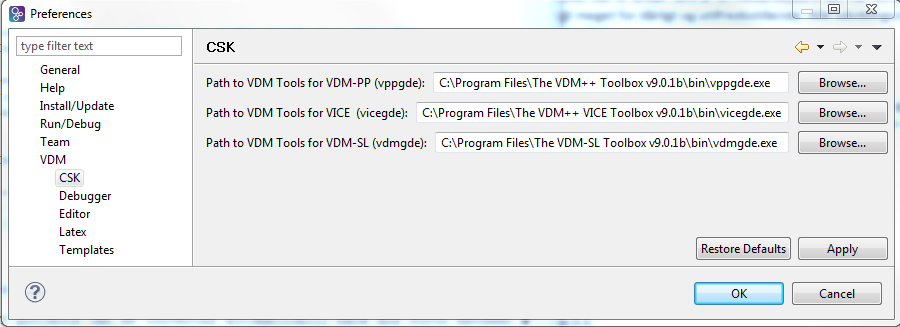 Preferences
type filter text
General
Help
Install/Update
Run/Debug
Team
VDM
CSK
Debugger
Editor
Latex
Templates
CSK
Path to VDM Tools for VDM-PP (vppgde): C:\Program Files\The VDM++ Toolbox v9.0.1b\bin\vppgde.exe Browse...
Path to VDM Tools for VICE (vicegde): C:\Program Files\The VDM++ VICE Toolbox v9.0.1b\bin\vicegde.exe Browse...
Path to VDM Tools for VDM-SL (vdmgde): C:\Program Files\The VDM-SL Toolbox v9.0.1b\bin\vdmgde.exe Browse...
Restore Defaults Apply
? OK Cancel